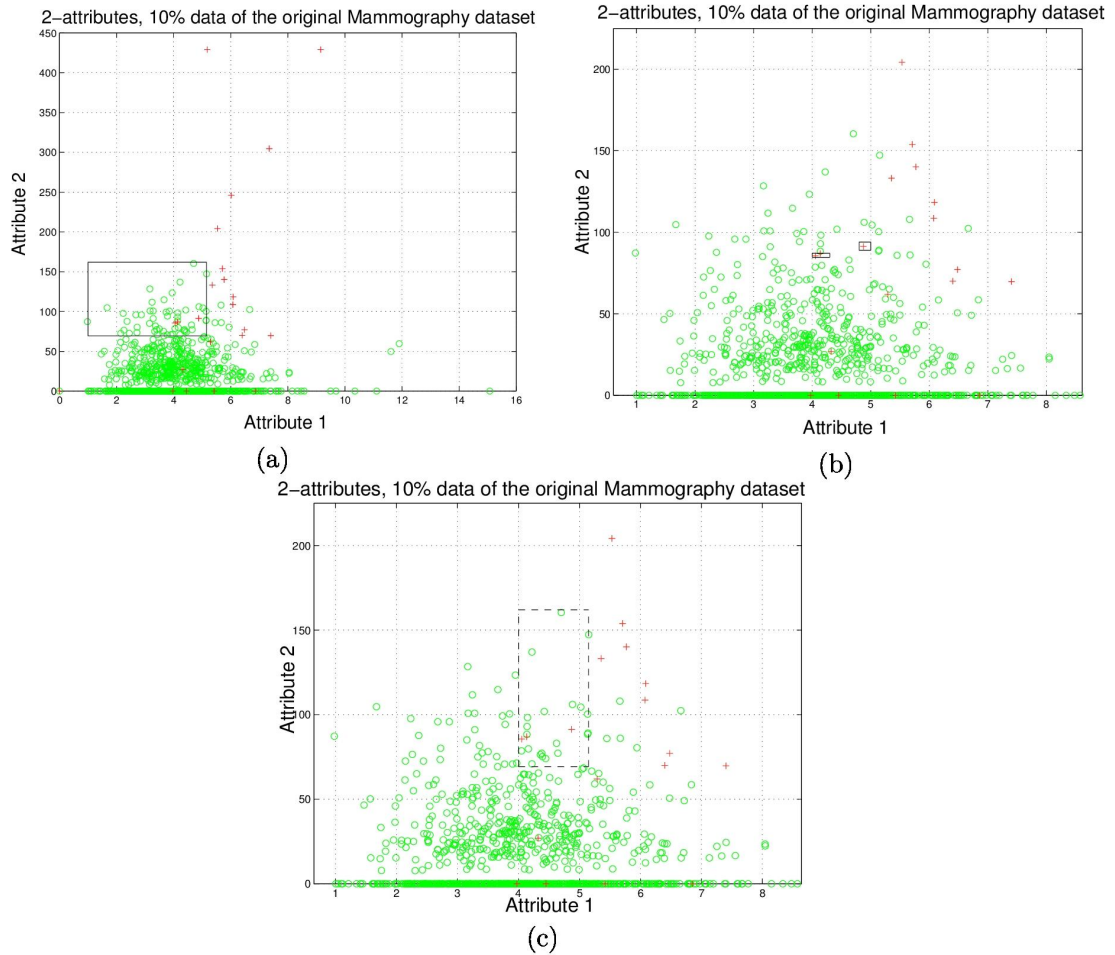 2−attributes, 10% data of the original Mammography dataset
450
400
350
300
250
200
150
100
50
0
Attribute 2
0 2 4 6 8 10 12 14 16
Attribute 1
(a)
2−attributes, 10% data of the original Mammography dataset
200
150
100
50
0
Attribute 2
1 2 3 4 5 6 7 8
Attribute 1
(b)
2−attributes, 10% data of the original Mammography dataset
200
150
100
50
0
Attribute 2
1 2 3 4 5 6 7 8
Attribute 1
(c)